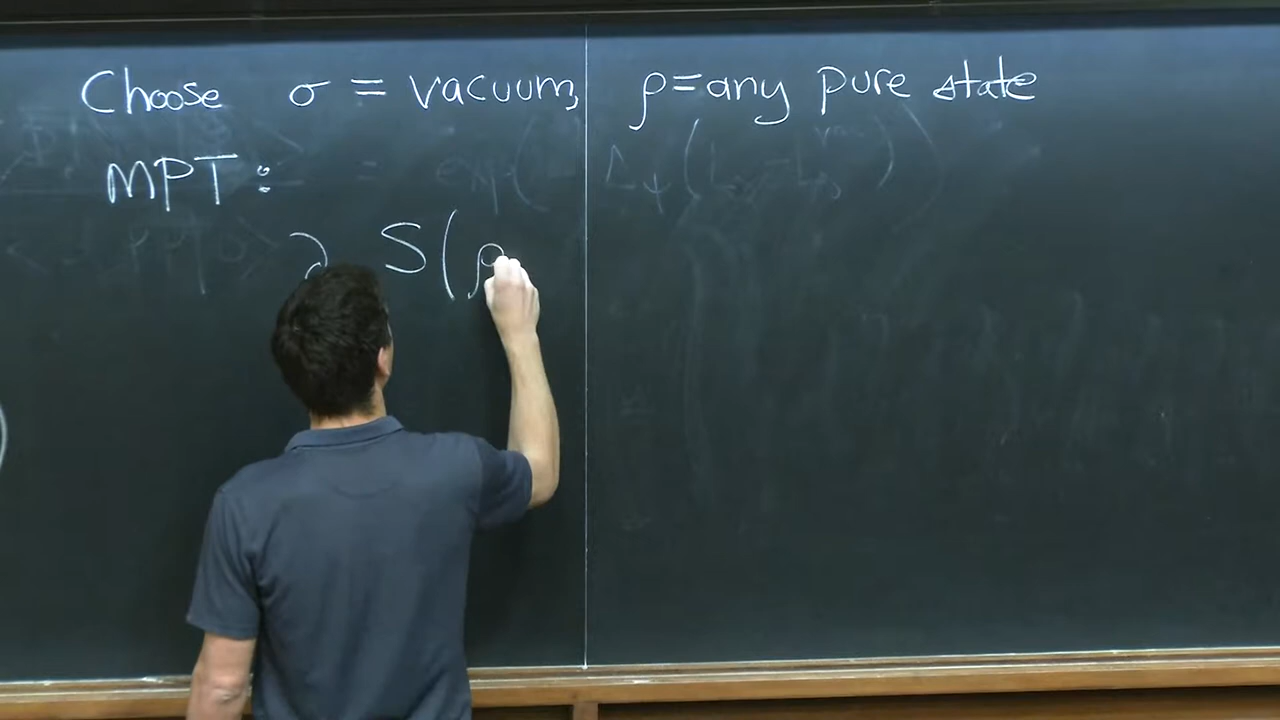 Choose σ = vacuum, ρ=any pure state
MPT:
∂ S(ρ